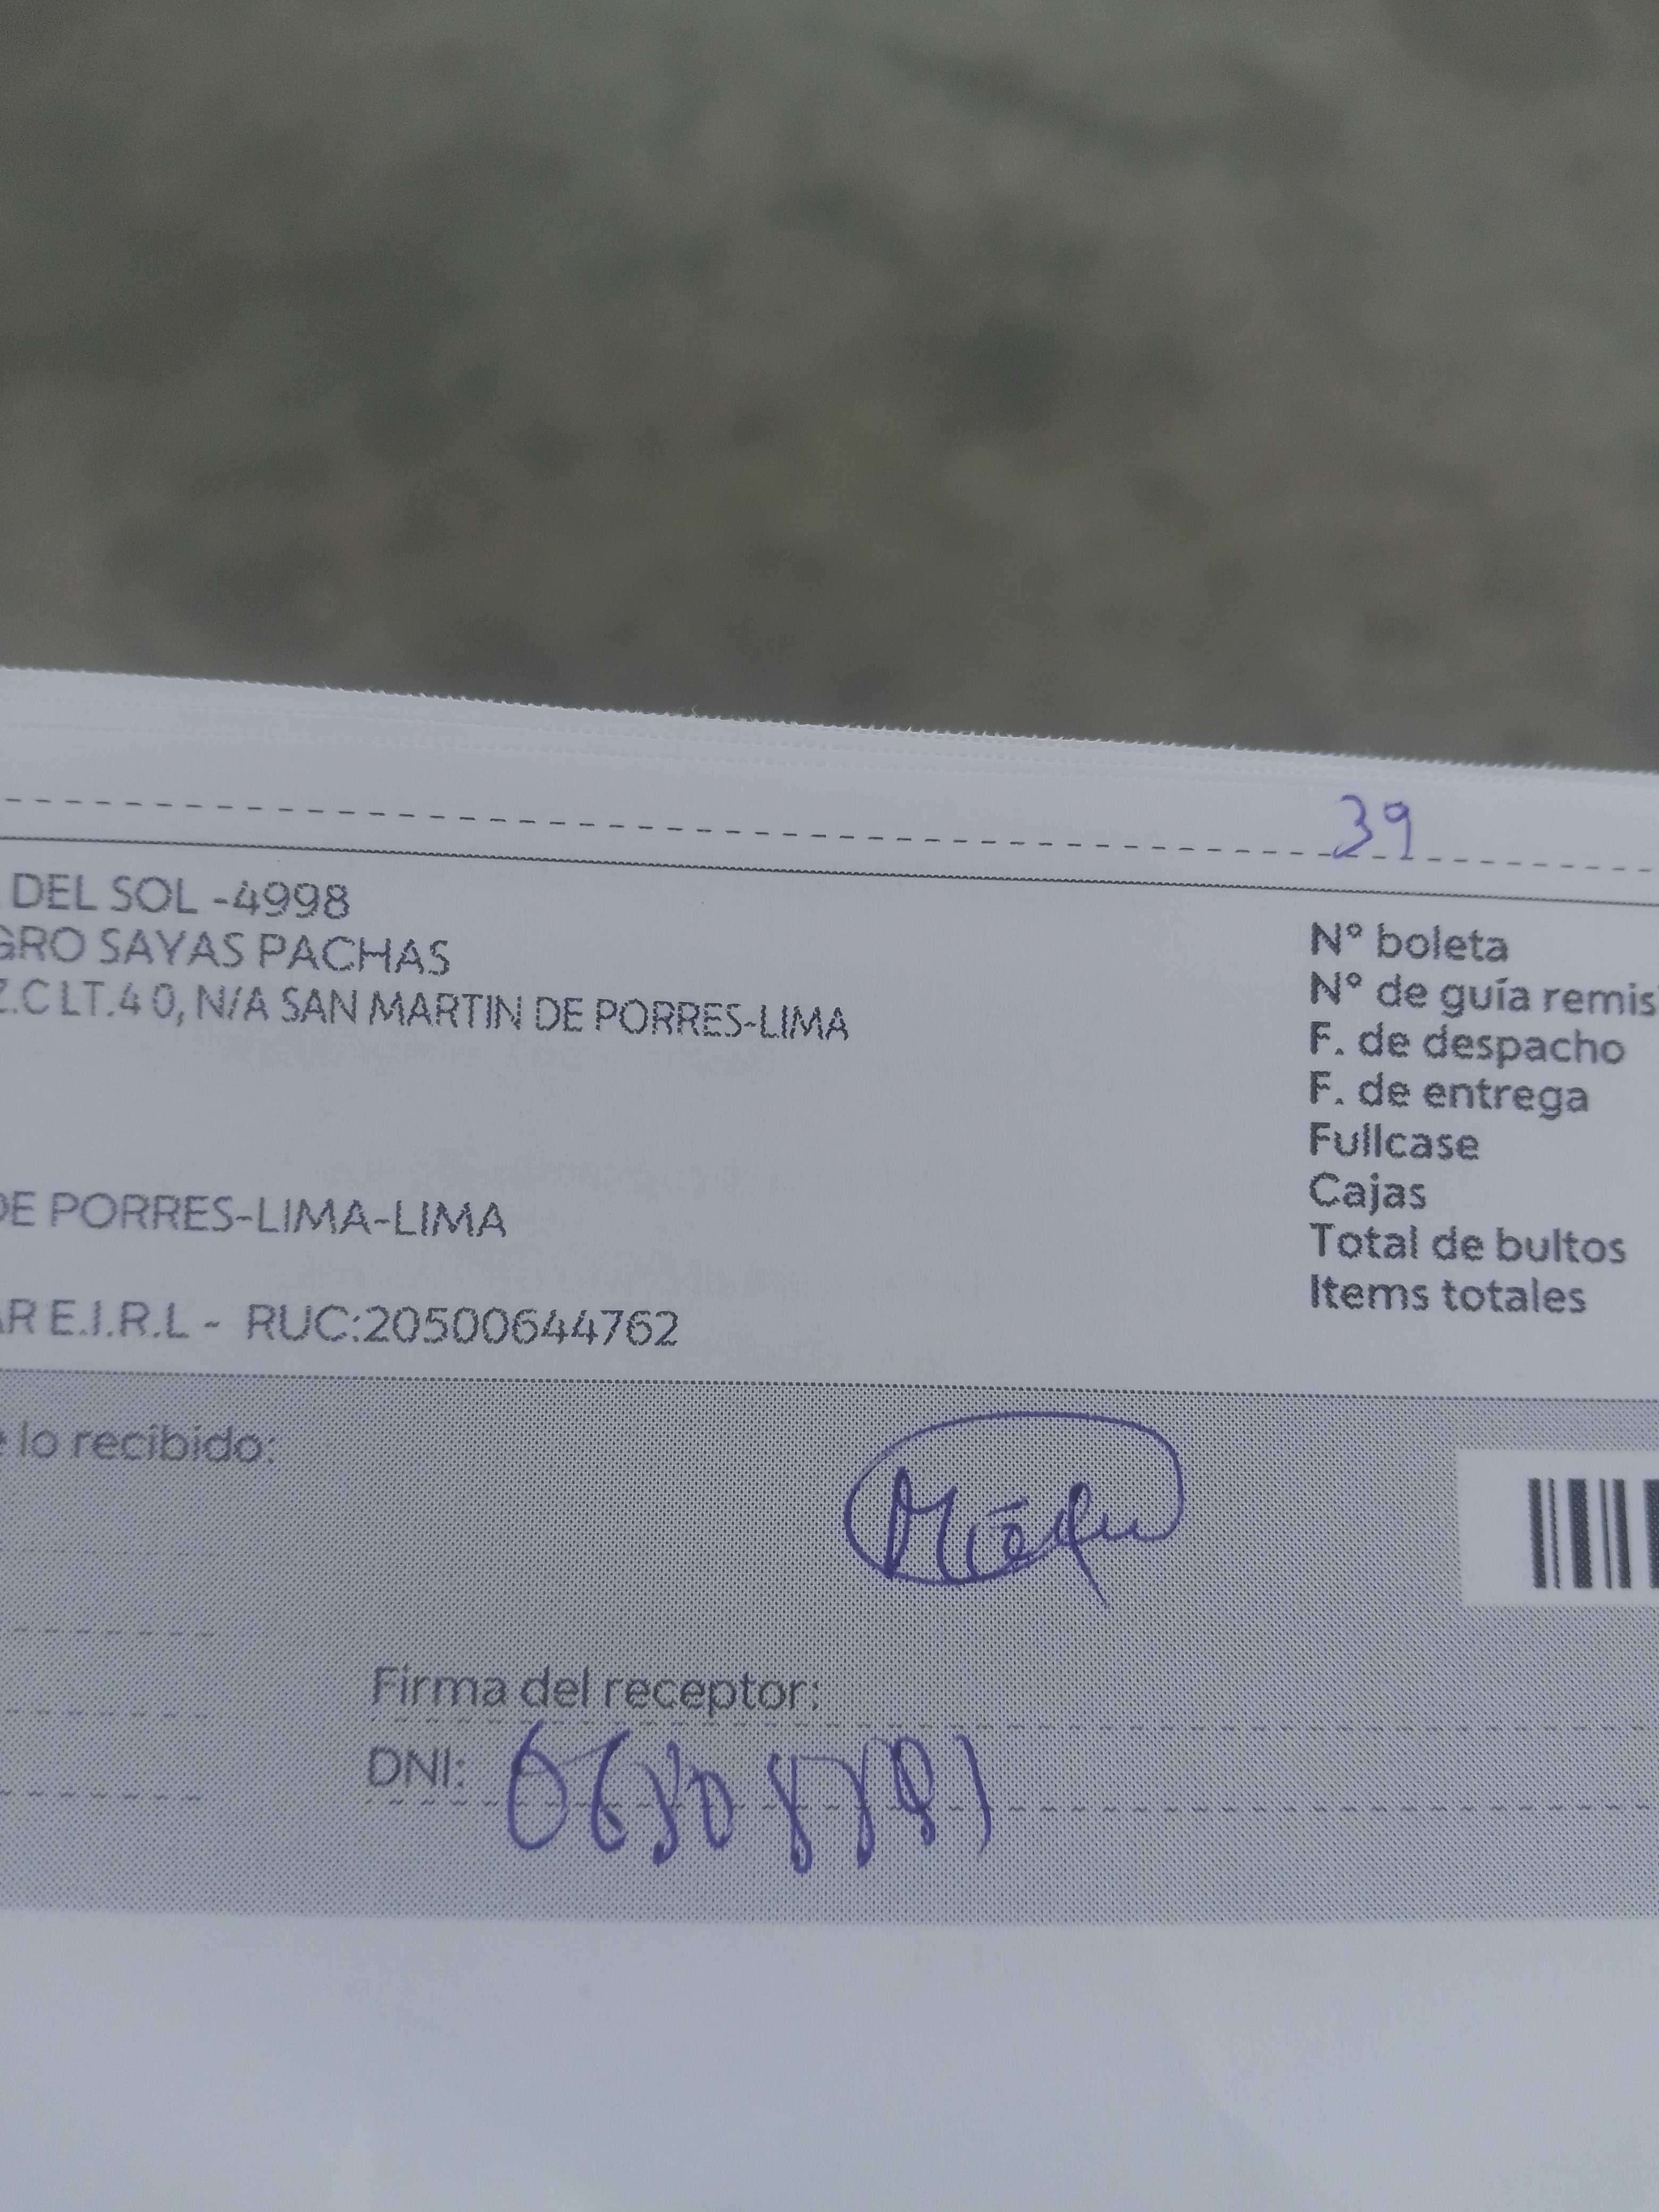 39
DEL SOL -4998
GRO SAYAS PACHAS
Z.C LT.4 0, N/A SAN MARTIN DE PORRES-LIMA
DE PORRES-LIMA-LIMA
AR E.I.R.L - RUC:20500644762
N° boleta
N° de guía remis
F. de despacho
F. de entrega
Fullcase
Cajas
Total de bultos
Items totales
lo recibido:
Firma del receptor:
DNI: